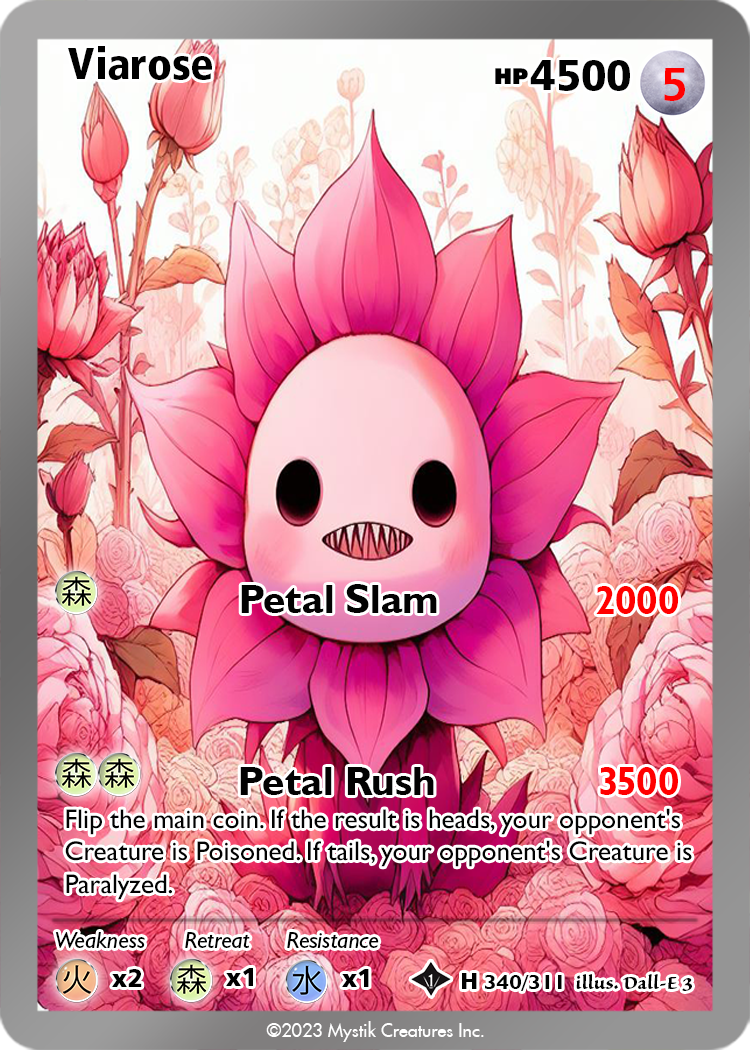 Viarose
HP4500 5
森 Petal Slam 2000
森 森 Petal Rush 3500
Flip the main coin. If the result is heads, your opponent's
Creature is Poisoned. If tails, your opponent's Creature is
Paralyzed.
Weakness Retreat Resistance
火 x2 森 x1 水 x1 1 H 340/311 illus. Dall-E 3
©2023 Mystik Creatures Inc.